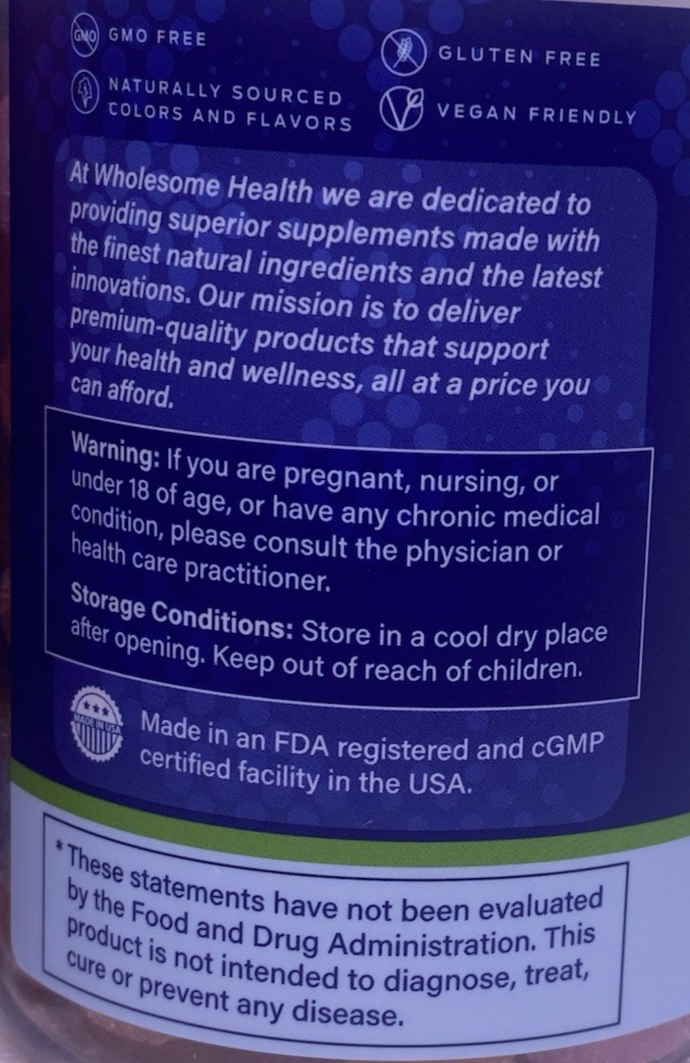 GMO
GMO FREE
GLUTEN FREE
NATURALLY SOURCED
COLORS AND FLAVORS
VEGAN FRIENDLY
At Wholesome Health we are dedicated to
providing superior supplements made with
the finest natural ingredients and the latest
innovations. Our mission is to deliver
premium-quality products that support
your health and wellness, all at a price you
can afford.
Warning: If you are pregnant, nursing, or
under 18 of age, or have any chronic medical
condition, please consult the physician or
health care practitioner.
Storage Conditions: Store in a cool dry place
after opening. Keep out of reach of children.
MADE IN USA
Made in an FDA registered and cGMP
certified facility in the USA.
* These statements have not been evaluated
by the Food and Drug Administration. This
product is not intended to diagnose, treat,
cure or prevent any disease.